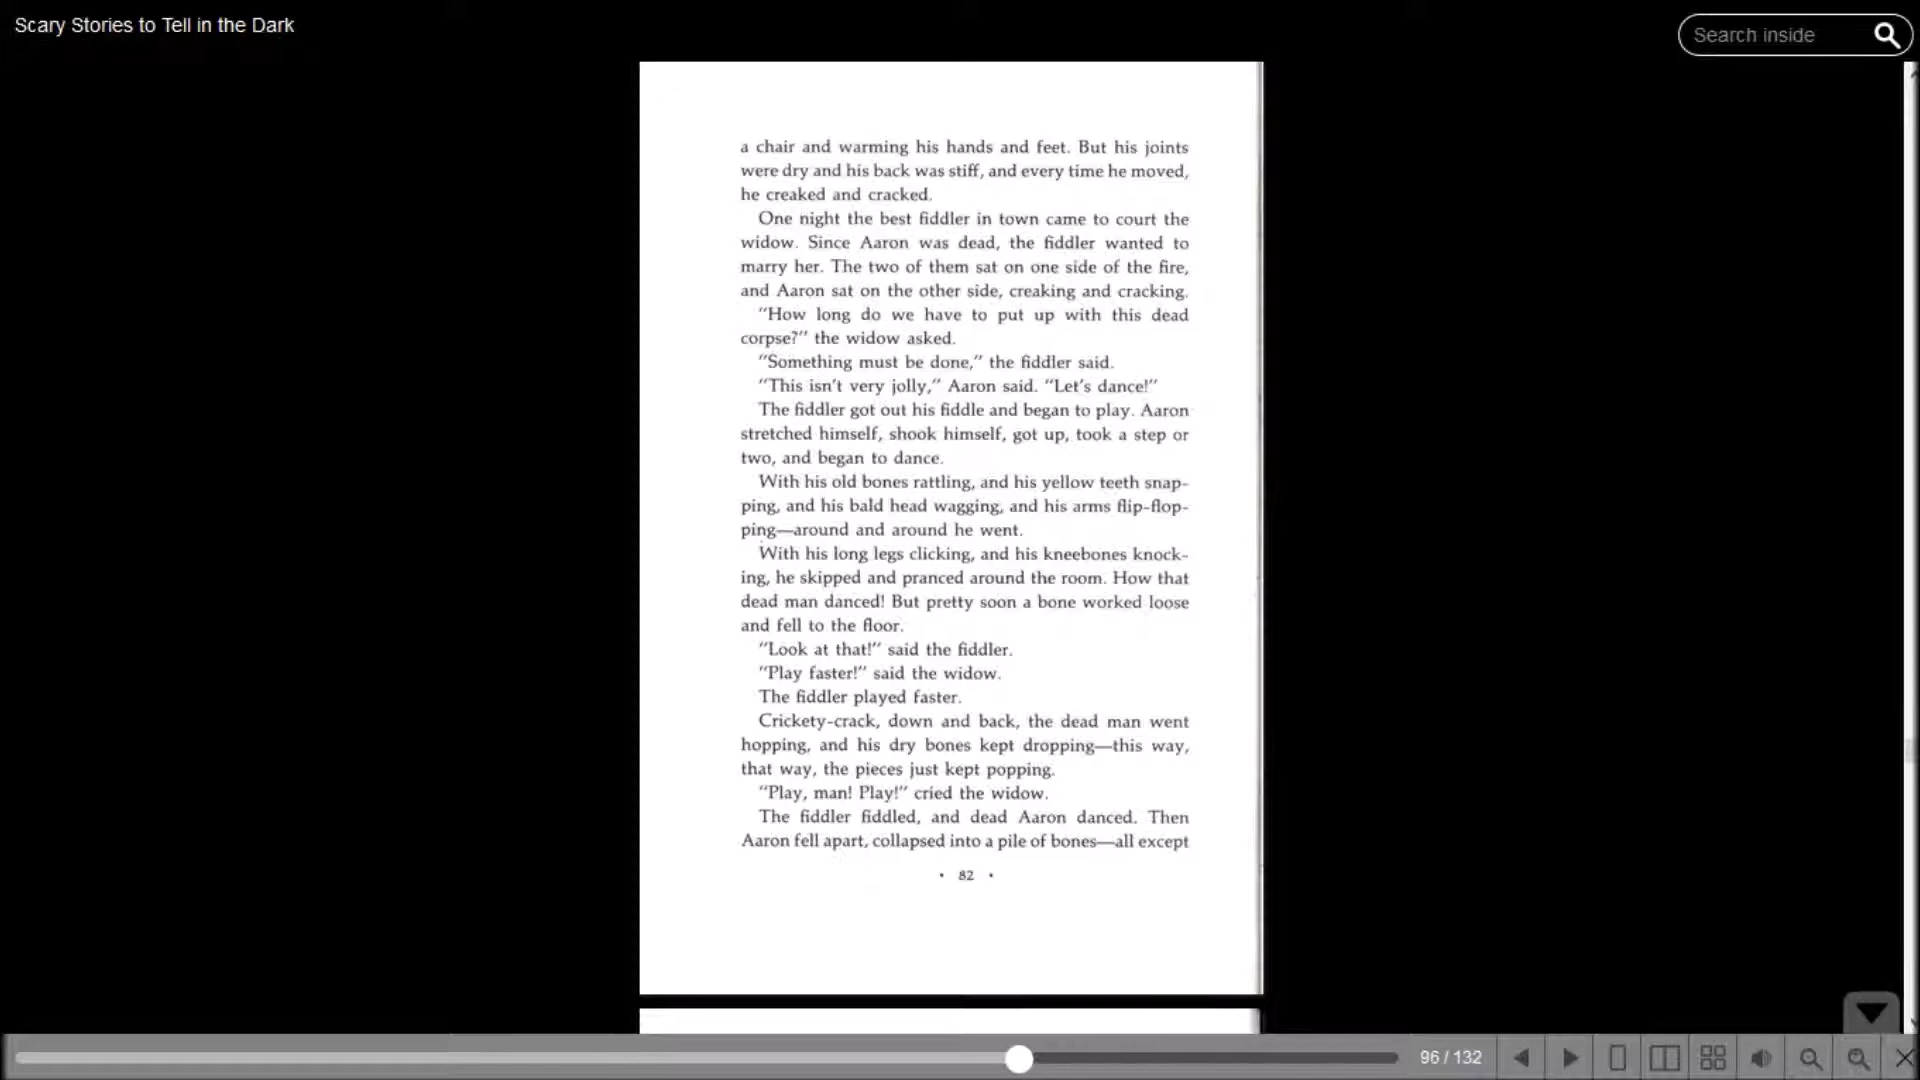 Scary Stories to Tell in the Dark
Search inside
a chair and warming his hands and feet. But his joints
were dry and his back was stiff, and every time he moved,
he creaked and cracked.
One night the best fiddler in town came to court the
widow. Since Aaron was dead, the fiddler wanted to
marry her. The two of them sat on one side of the fire,
and Aaron sat on the other side, creaking and cracking.
"How long do we have to put up with this dead
corpse?" the widow asked.
"Something must be done," the fiddler said.
"This isn't very jolly," Aaron said. "Let's dance!"
The fiddler got out his fiddle and began to play. Aaron
stretched himself, shook himself, got up, took a step or
two, and began to dance.
With his old bones rattling, and his yellow teeth snap-
ping, and his bald head wagging, and his arms flip-flop-
ping—around and around he went.
With his long legs clicking, and his kneebones knock-
ing, he skipped and pranced around the room. How that
dead man danced! But pretty soon a bone worked loose
and fell to the floor.
"Look at that!" said the fiddler.
"Play faster!" said the widow.
The fiddler played faster.
Crickety-crack, down and back, the dead man went
hopping, and his dry bones kept dropping—this way,
that way, the pieces just kept popping.
"Play, man! Play!" cried the widow.
The fiddler fiddled, and dead Aaron danced. Then
Aaron fell apart, collapsed into a pile of bones—all except
• 82 •
96 / 132